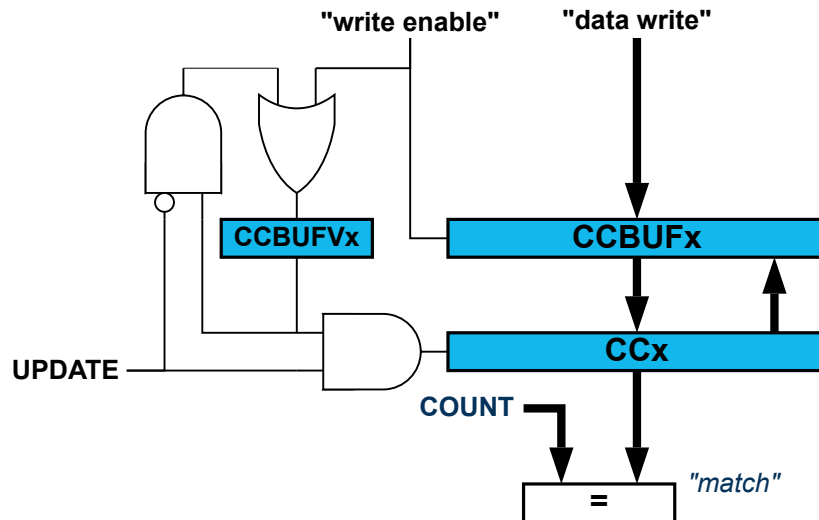 "write enable"
"data write"
CCBUFVx
CCBUFx
CCx
UPDATE
COUNT
=
"match"